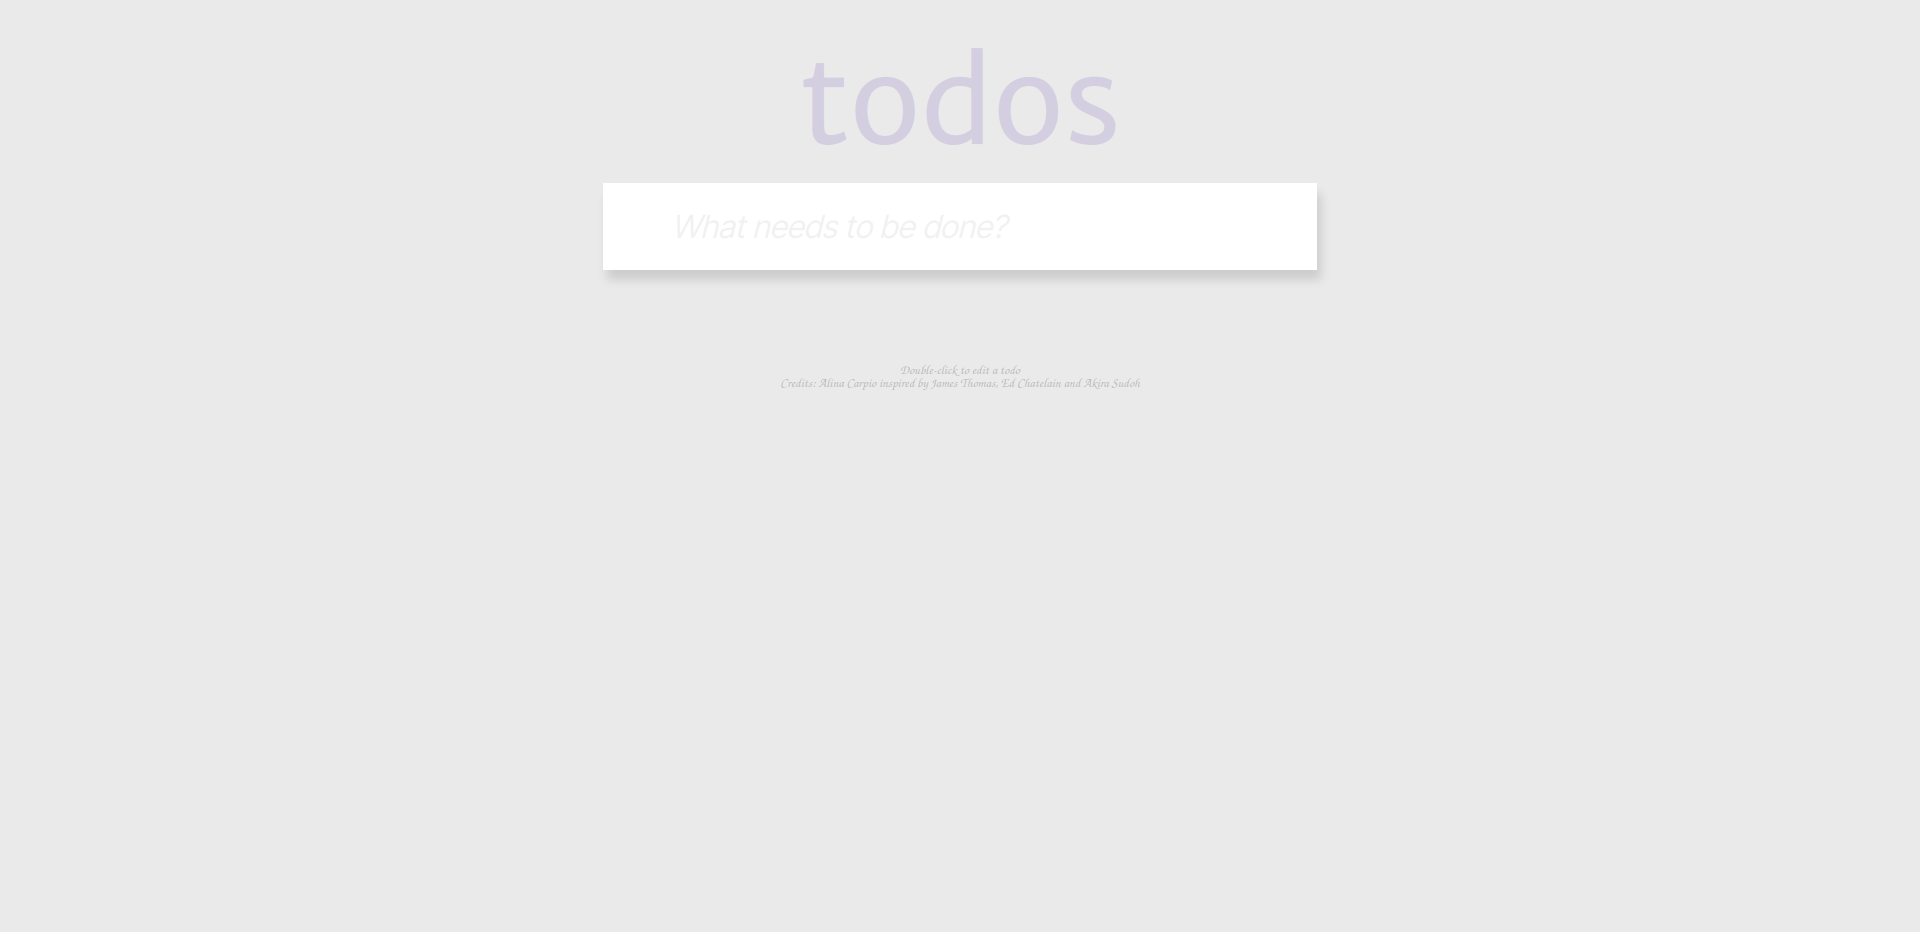 todos
What needs to be done?
Double-click to edit a todo
Credits: Alina Carpio inspired by James Thomas, Ed Chatelain and Akira Sudoh